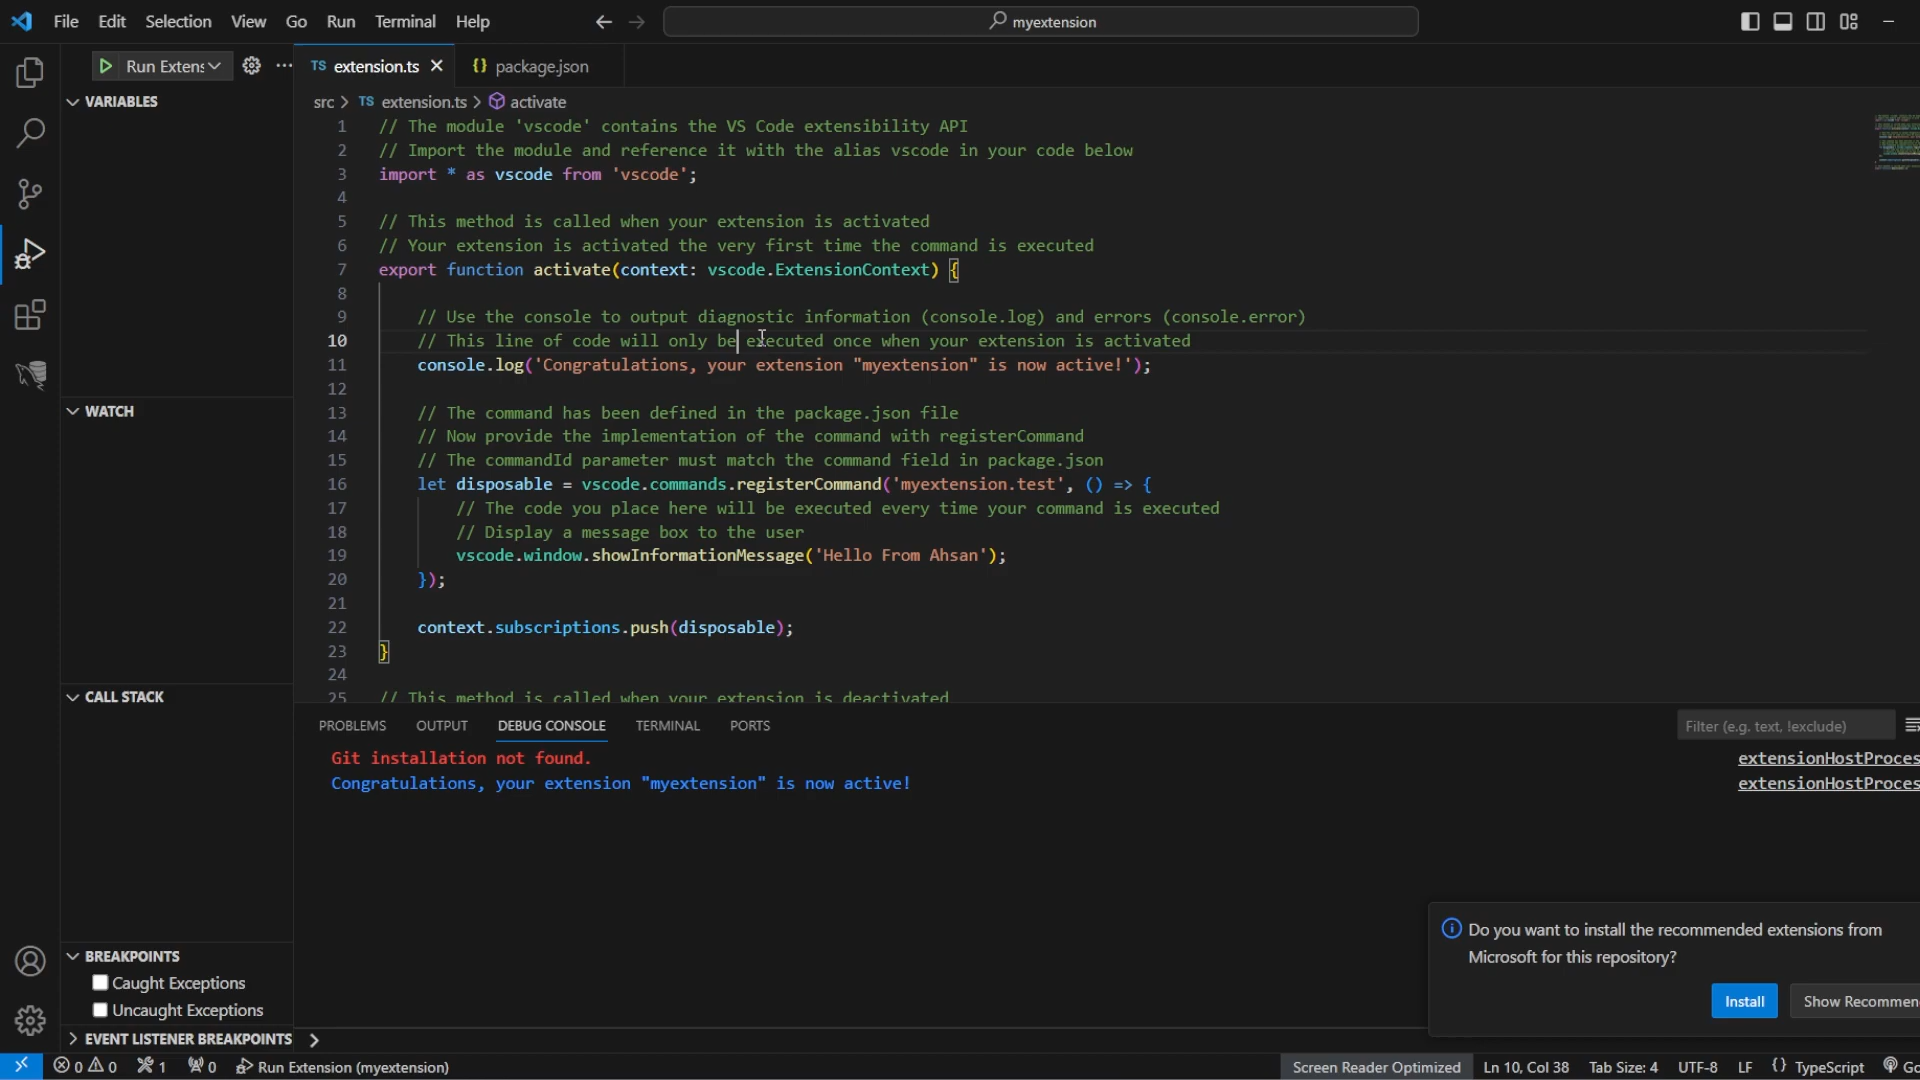 File Edit Selection View Go Run Terminal Help
myextension
Run Extens
VARIABLES
WATCH
CALL STACK
BREAKPOINTS
Caught Exceptions
Uncaught Exceptions
EVENT LISTENER BREAKPOINTS
TS extension.ts
{} package.json
src > TS extension.ts > activate
1 // The module 'vscode' contains the VS Code extensibility API
2 // Import the module and reference it with the alias vscode in your code below
3 import * as vscode from 'vscode';
4
5 // This method is called when your extension is activated
6 // Your extension is activated the very first time the command is executed
7 export function activate(context: vscode.ExtensionContext) {
8
9 // Use the console to output diagnostic information (console.log) and errors (console.error)
10 // This line of code will only be executed once when your extension is activated
11 console.log('Congratulations, your extension "myextension" is now active!');
12
13 // The command has been defined in the package.json file
14 // Now provide the implementation of the command with registerCommand
15 // The commandId parameter must match the command field in package.json
16 let disposable = vscode.commands.registerCommand('myextension.test', () => {
17 // The code you place here will be executed every time your command is executed
18 // Display a message box to the user
19 vscode.window.showInformationMessage('Hello From Ahsan');
20 });
21
22 context.subscriptions.push(disposable);
23 }
24
25 // This method is called when your extension is deactivated
PROBLEMS OUTPUT DEBUG CONSOLE TERMINAL PORTS
Filter (e.g. text, !exclude)
Git installation not found. extensionHostProces
Congratulations, your extension "myextension" is now active! extensionHostProces
Do you want to install the recommended extensions from
Microsoft for this repository?
Install Show Recommen
0 0 1 0 Run Extension (myextension) Screen Reader Optimized Ln 10, Col 38 Tab Size: 4 UTF-8 LF {} TypeScript Go